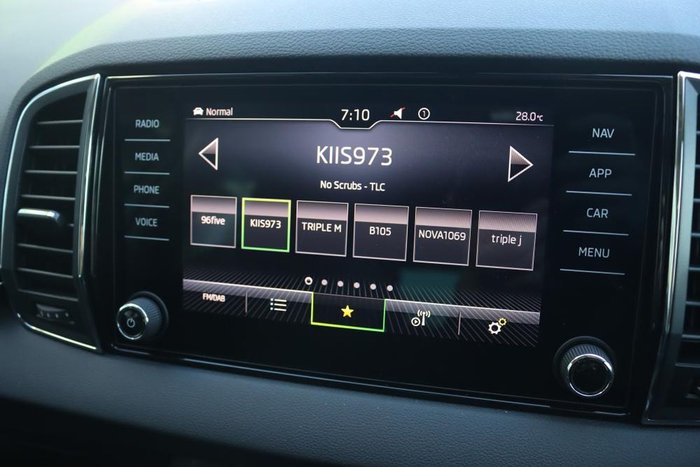 RADIO
MEDIA
PHONE
VOICE
Normal
7:10
1
28.0°C
KIIS973
No Scrubs - TLC
96five
KIIS973
TRIPLE M
B105
NOVA1069
triple j
FM/DAB
NAV
APP
CAR
MENU